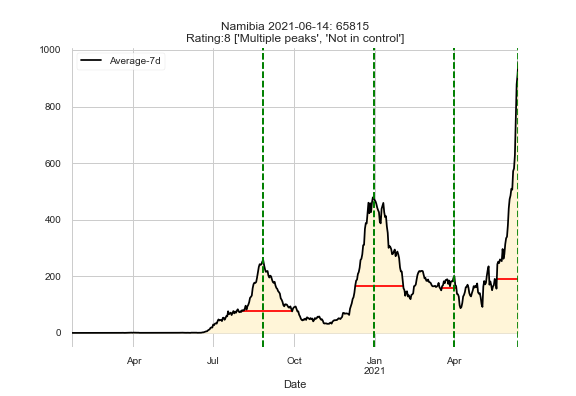 Namibia 2021-06-14: 65815
Rating:8 ['Multiple peaks', 'Not in control']
Average-7d
1000
800
600
400
200
0
Apr
Jul
Oct
Jan
2021
Apr
Date